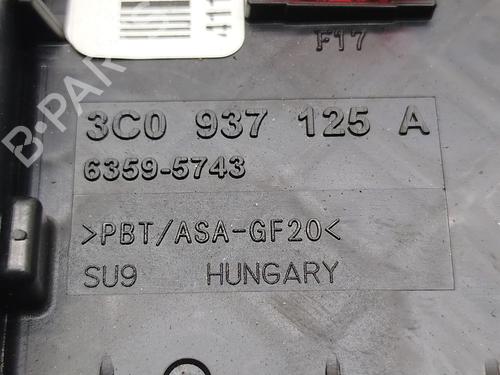 F17
3C0 937 125 A
6359-5743
>PBT/ASA-GF20<
SU9 HUNGARY
B-PARTS